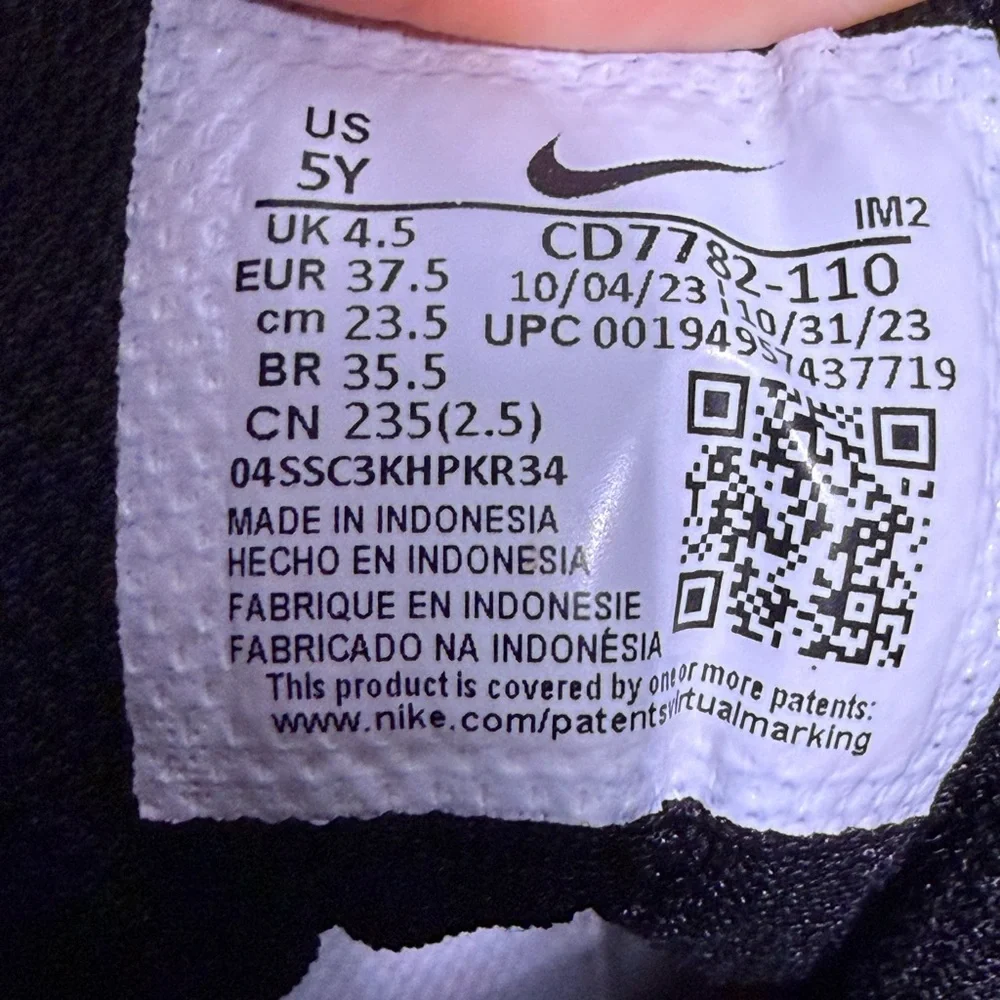 US
5Y
UK 4.5
EUR 37.5
cm 23.5
BR 35.5
CN 235(2.5)
04SSC3KHPKR34
IM2
CD7782-110
10/04/23 10/31/23
UPC 00194957437719
MADE IN INDONESIA
HECHO EN INDONESIA
FABRIQUE EN INDONESIE
FABRICADO NA INDONÉSIA
This product is covered by one or more patents:
www.nike.com/patentsvirtualmarking